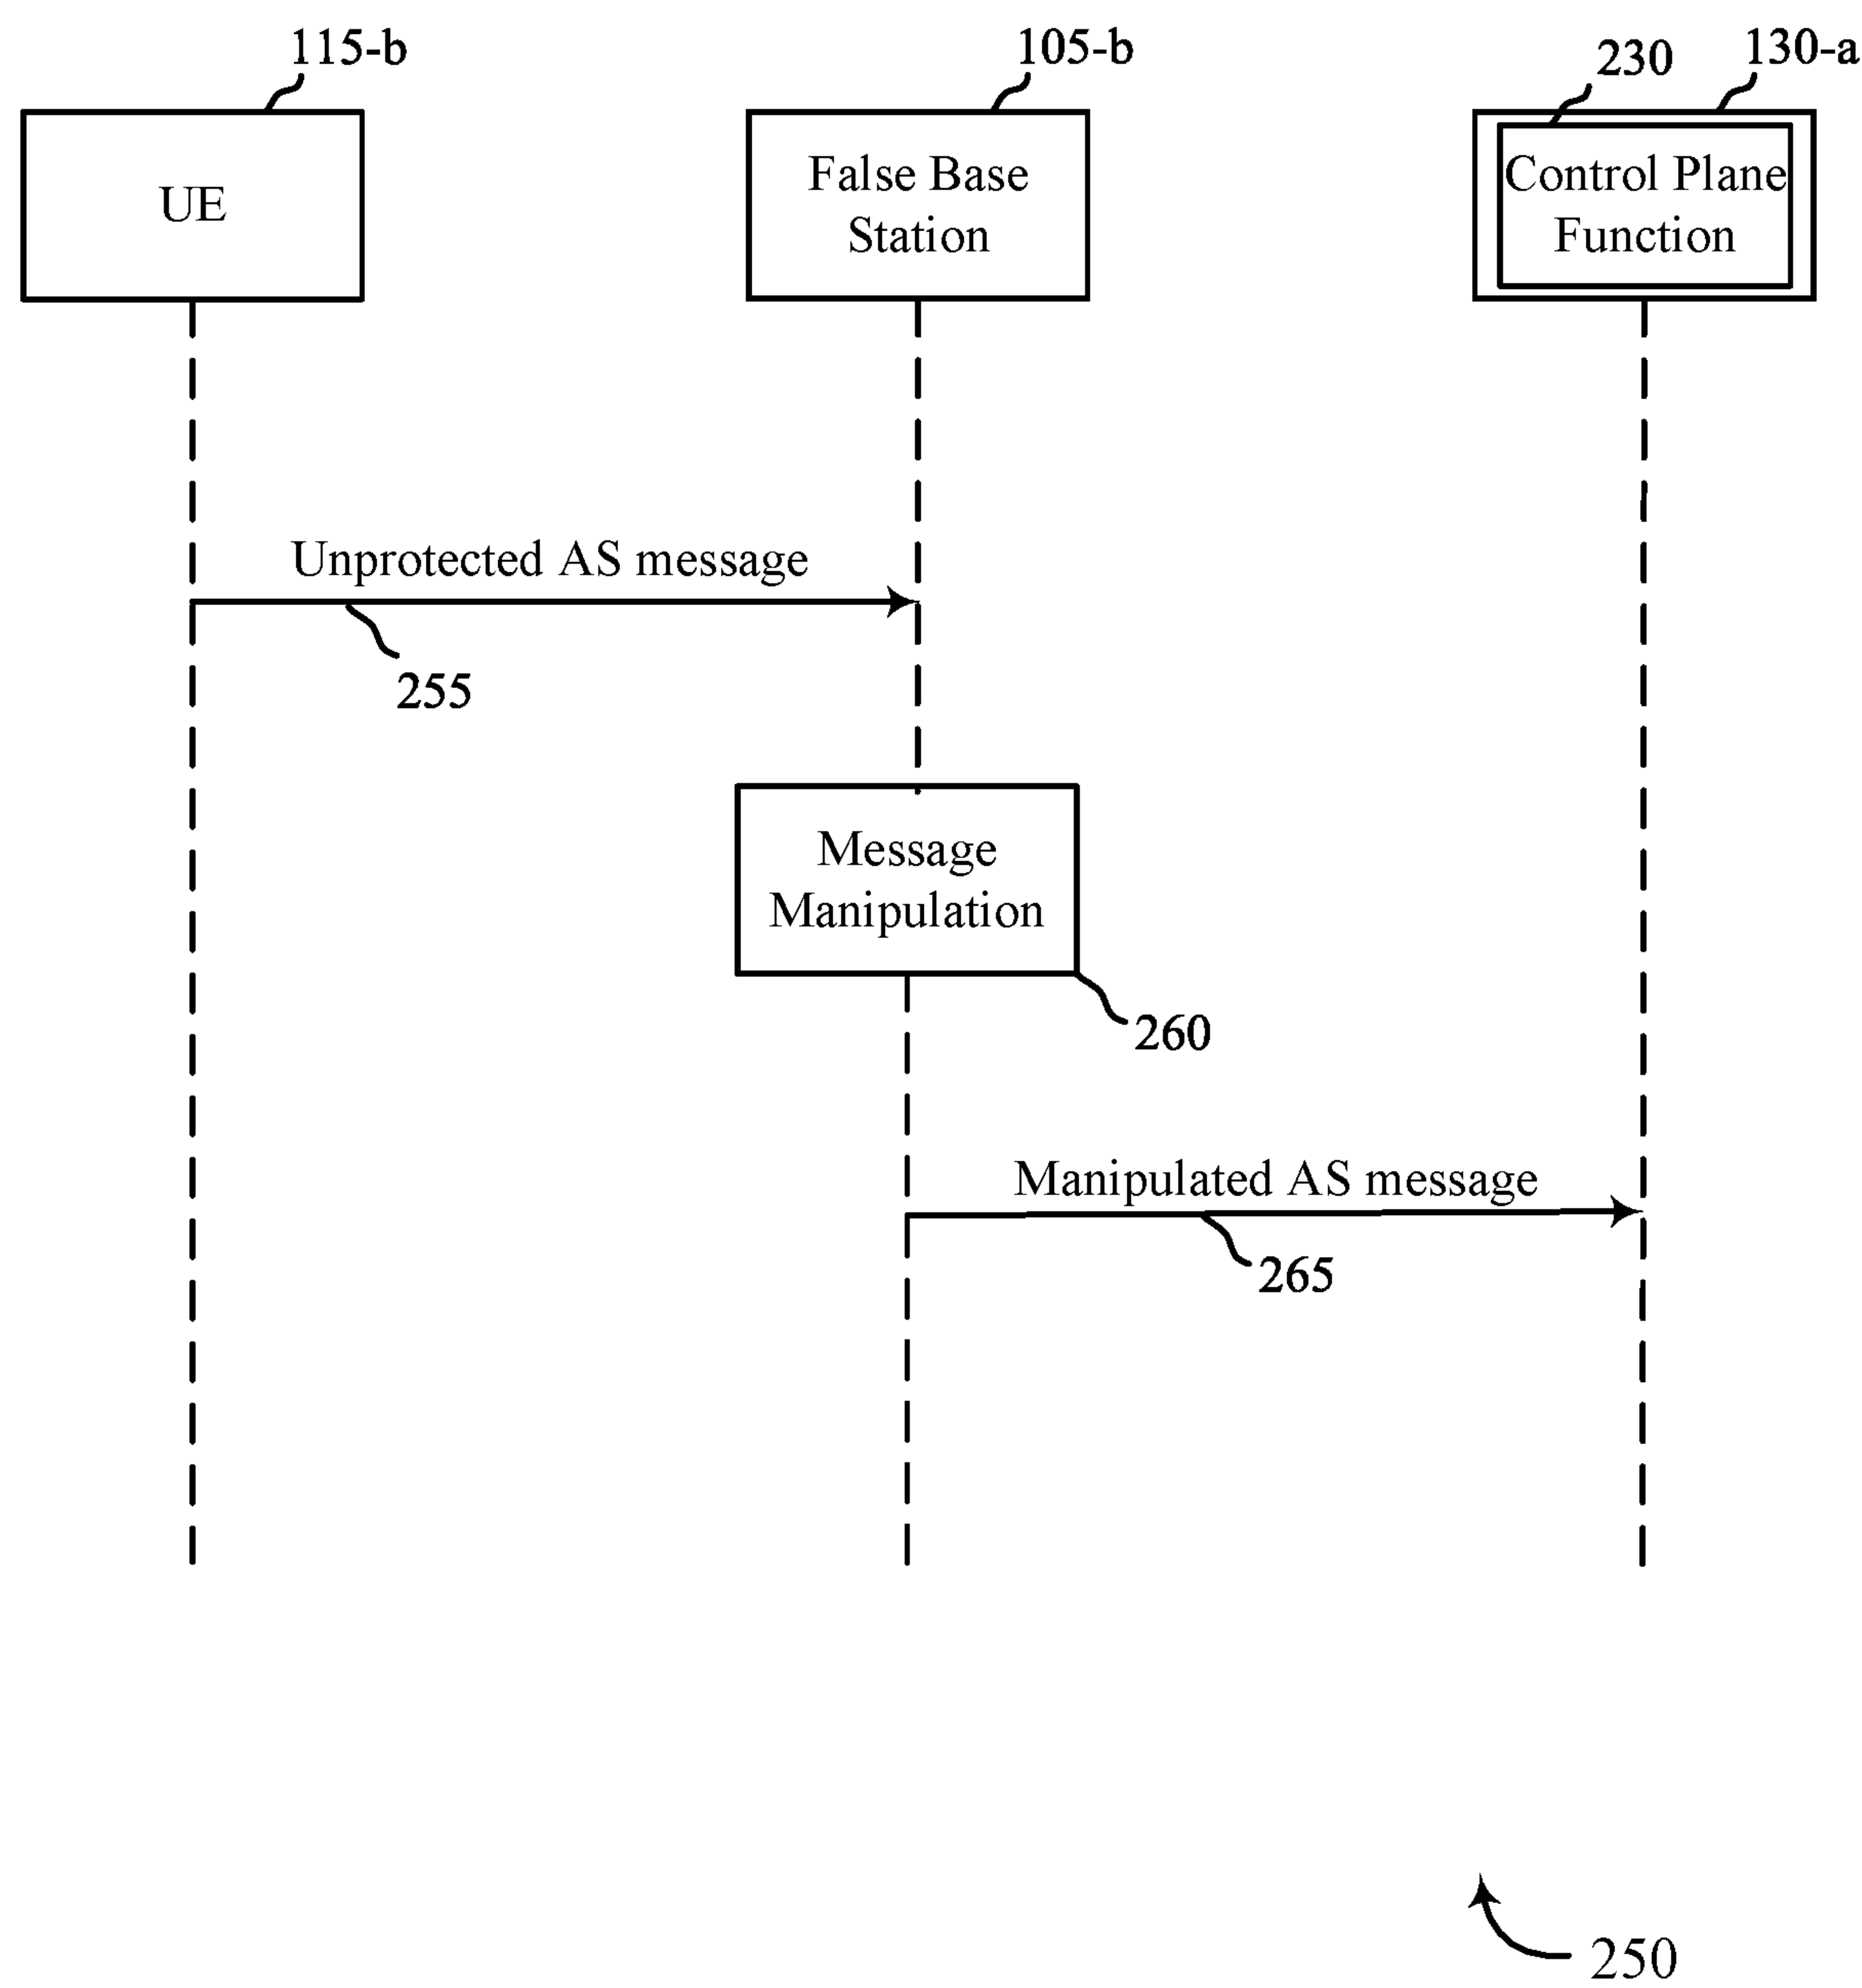 115-b
105-b
230
130-a
UE
False Base
Station
Control Plane
Function
Unprotected AS message
255
Message
Manipulation
260
Manipulated AS message
265
250